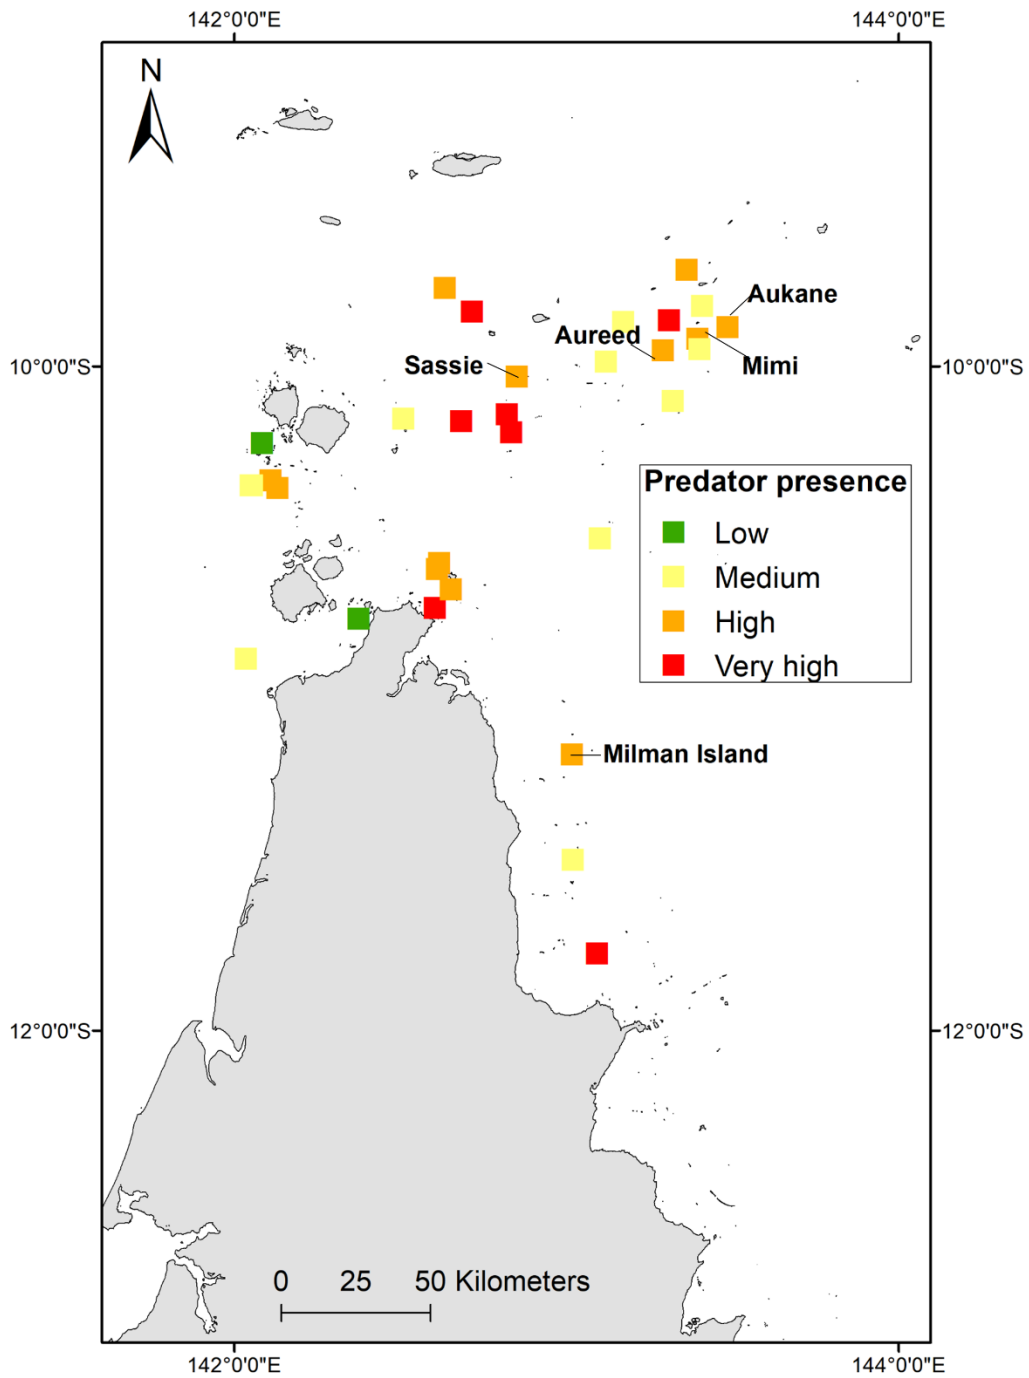 142°0'0"E 144°0'0"E
N
Aukane
Aureed
10°0'0"S Sassie Mimi 10°0'0"S
Predator presence
Low
Medium
High
Very high
Milman Island
12°0'0"S 12°0'0"S
0 25 50 Kilometers
142°0'0"E 144°0'0"E